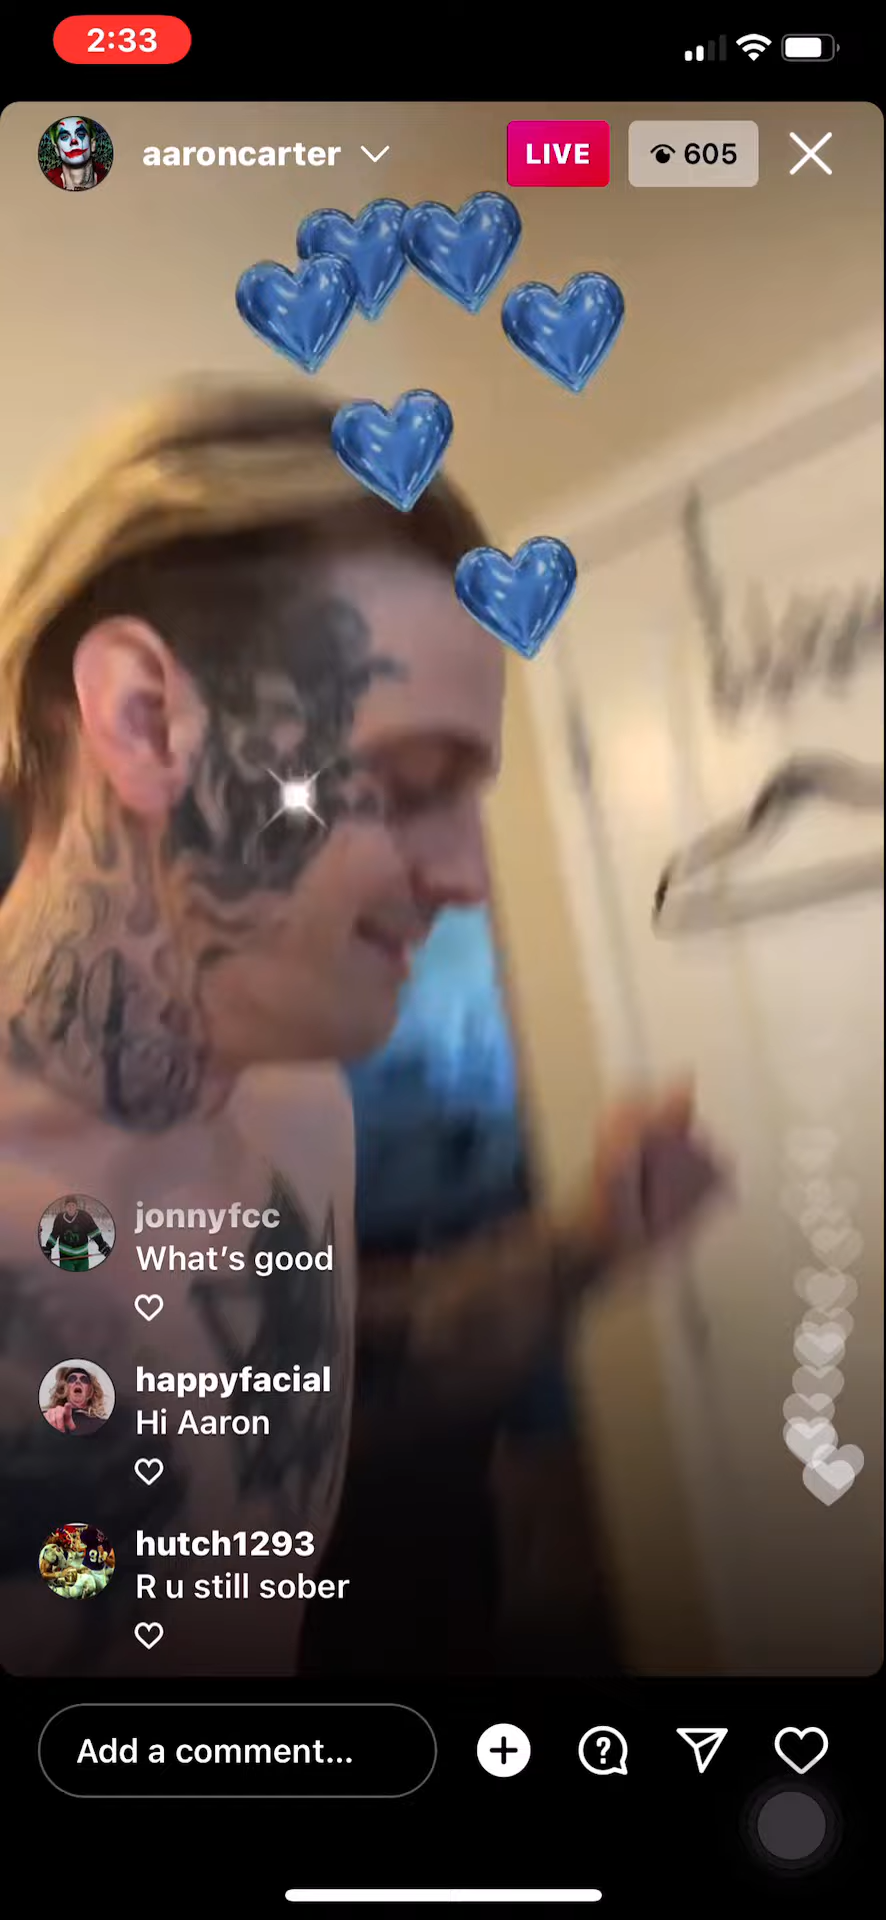 2:33
aaroncarter
LIVE
605
jonnyfcc
What's good
happyfacial
Hi Aaron
hutch1293
R u still sober
Add a comment...